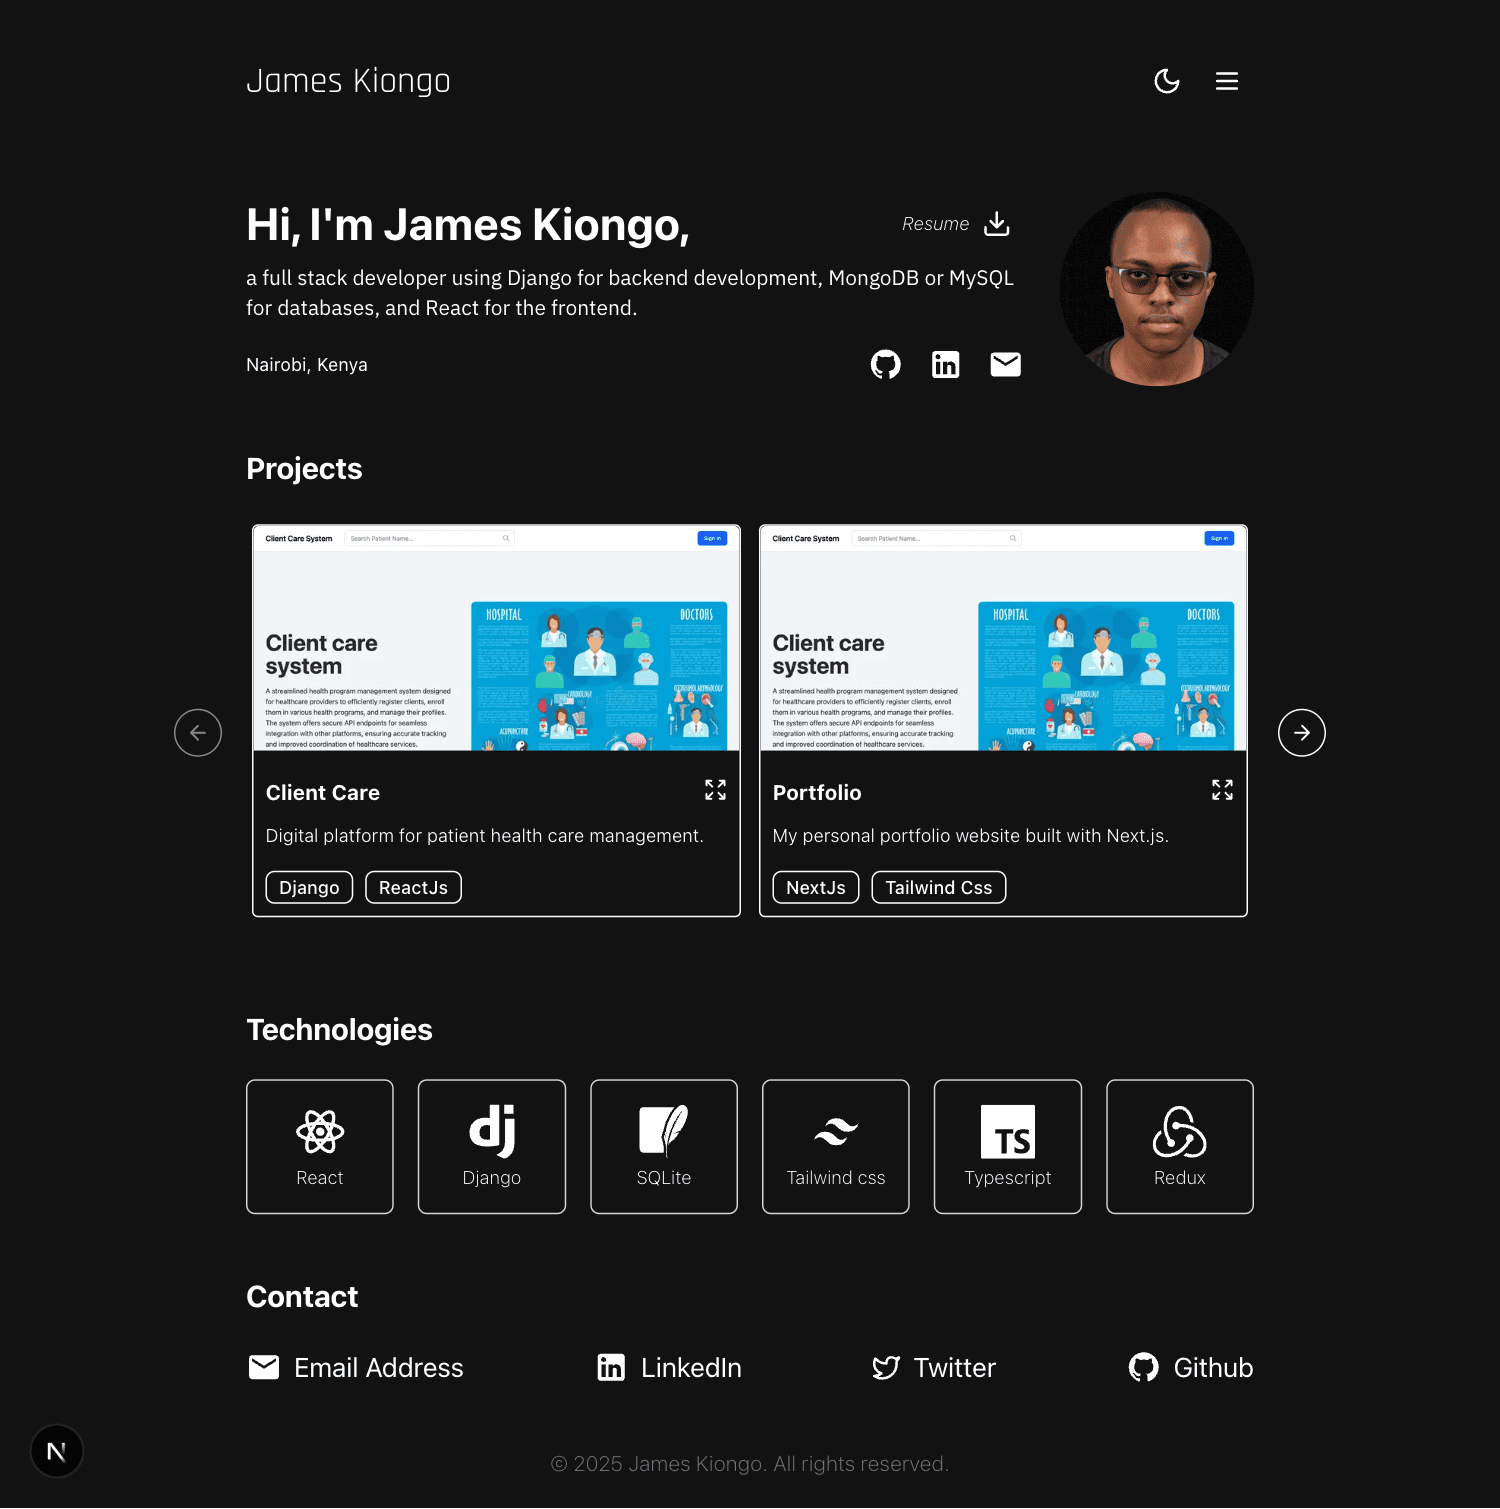 James Kiongo
Hi, I'm James Kiongo,
Resume
a full stack developer using Django for backend development, MongoDB or MySQL
for databases, and React for the frontend.
Nairobi, Kenya
Projects
Client Care System
Search Patient Name...
Sign in
HOSPITAL
DOCTORS
Client care
system
A streamlined health program management system designed
for healthcare providers to efficiently register clients, enroll
them in various health programs, and manage their profiles.
The system offers secure API endpoints for seamless
integration with other platforms, ensuring accurate tracking
and improved coordination of healthcare services.
CARDIOLOGY
OTORHINOLARYNGOLOGY
ACUPUNCTURE
Client Care
Digital platform for patient health care management.
Django
ReactJs
Client Care System
Search Patient Name...
Sign in
HOSPITAL
DOCTORS
Client care
system
A streamlined health program management system designed
for healthcare providers to efficiently register clients, enroll
them in various health programs, and manage their profiles.
The system offers secure API endpoints for seamless
integration with other platforms, ensuring accurate tracking
and improved coordination of healthcare services.
CARDIOLOGY
OTORHINOLARYNGOLOGY
ACUPUNCTURE
Portfolio
My personal portfolio website built with Next.js.
NextJs
Tailwind Css
Technologies
React
dj
Django
SQLite
Tailwind css
TS
Typescript
Redux
Contact
Email Address
in
LinkedIn
Twitter
Github
N
© 2025 James Kiongo. All rights reserved.